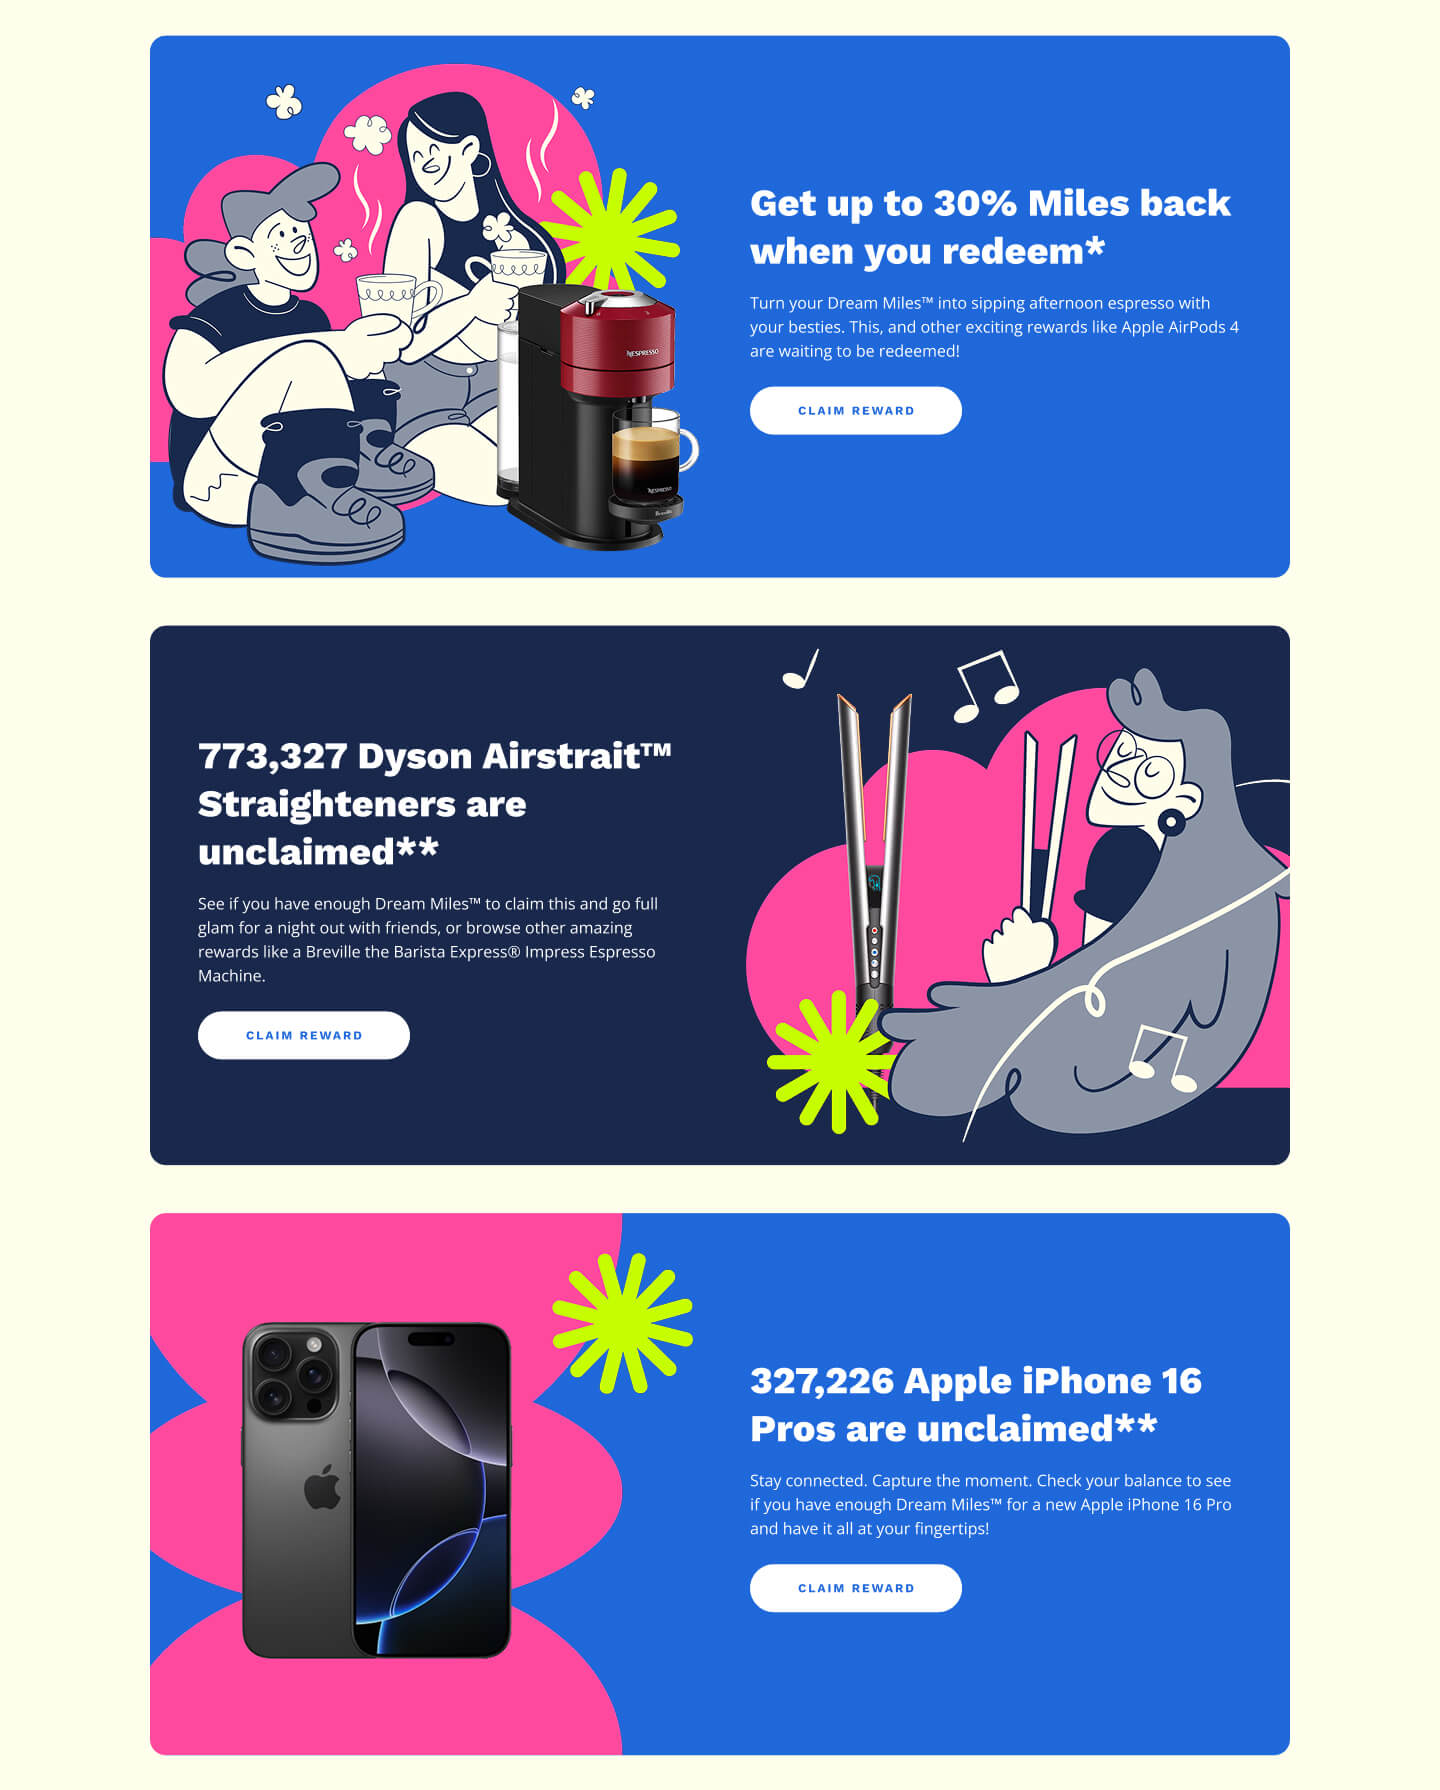 Get up to 30% Miles back
when you redeem*
Turn your Dream Miles™ into sipping afternoon espresso with
your besties. This, and other exciting rewards like Apple AirPods 4
are waiting to be redeemed!
CLAIM REWARD
NESPRESSO
NESPRESSO
Breville
773,327 Dyson Airstrait™
Straighteners are
unclaimed**
See if you have enough Dream Miles™ to claim this and go full
glam for a night out with friends, or browse other amazing
rewards like a Breville the Barista Express® Impress Espresso
Machine.
CLAIM REWARD
327,226 Apple iPhone 16
Pros are unclaimed**
Stay connected. Capture the moment. Check your balance to see
if you have enough Dream Miles™ for a new Apple iPhone 16 Pro
and have it all at your fingertips!
CLAIM REWARD